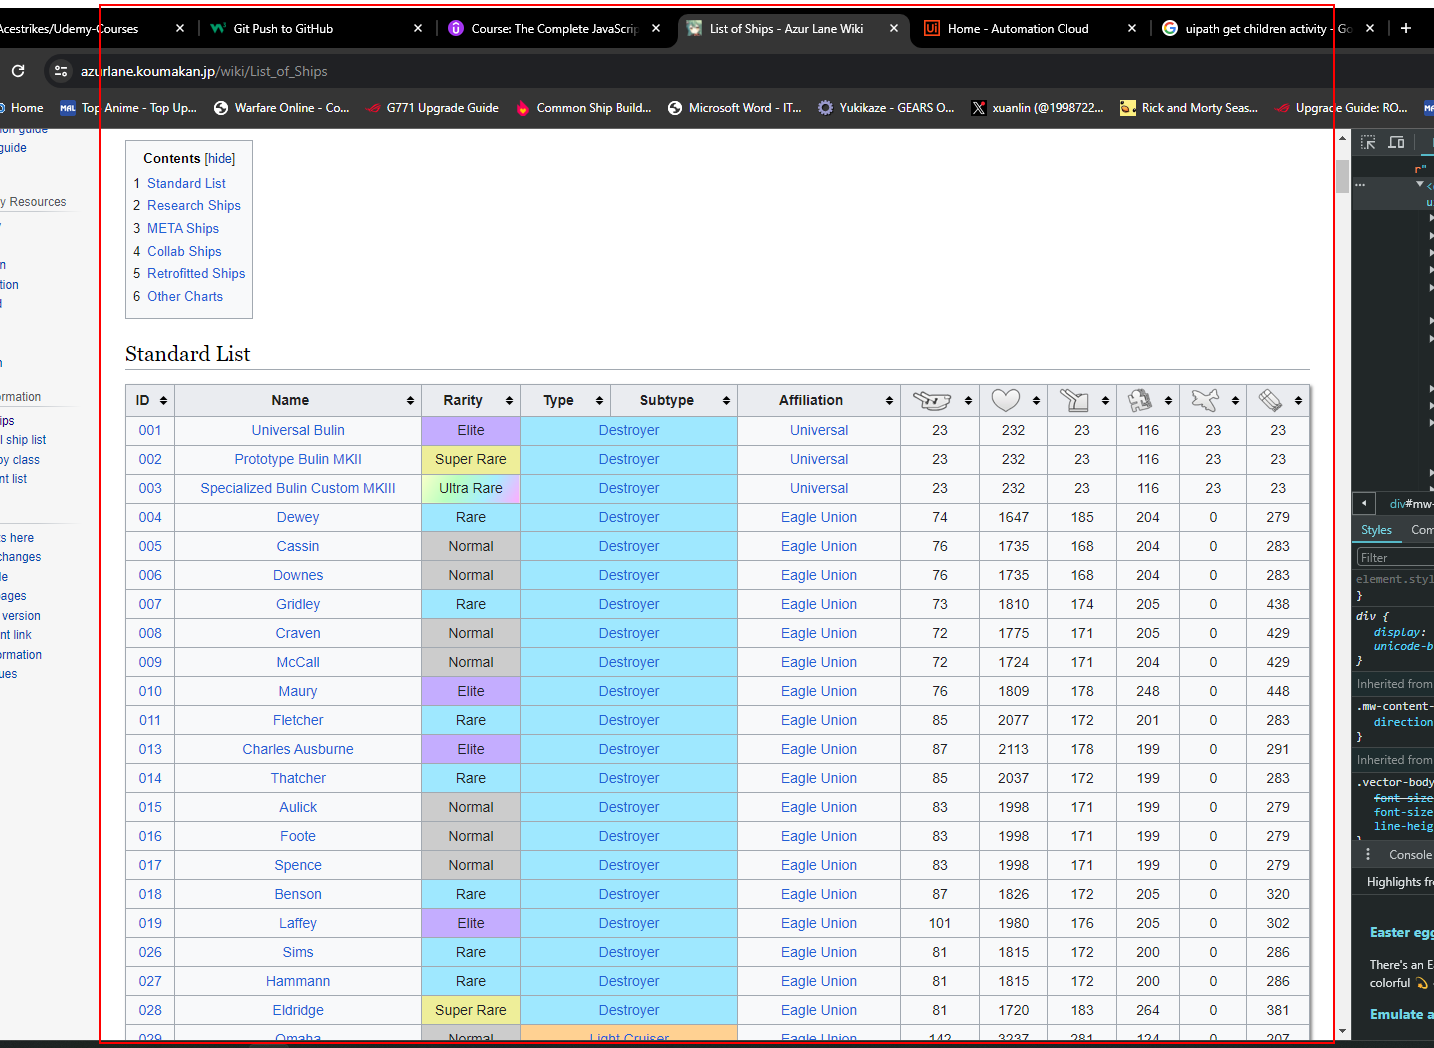 Acestrikes/Udemy-Courses
Git Push to GitHub
Course: The Complete JavaScrip
List of Ships - Azur Lane Wiki
Home - Automation Cloud
uipath get children activity - Go
azurlane.koumakan.jp/wiki/List_of_Ships
Home
MAL Top Anime - Top Up...
Warfare Online - Co...
G771 Upgrade Guide
Common Ship Build...
Microsoft Word - IT...
Yukikaze - GEARS O...
xuanlin (@1998722...
Rick and Morty Seas...
Upgrade Guide: RO...
guide
y Resources
n
tion
ormation
ps
l ship list
by class
nt list
s here
changes
le
pages
version
nt link
ormation
ues
Contents [hide]
1 Standard List
2 Research Ships
3 META Ships
4 Collab Ships
5 Retrofitted Ships
6 Other Charts
Standard List
ID Name Rarity Type Subtype Affiliation
001 Universal Bulin Elite Destroyer Universal 23 232 23 116 23 23
002 Prototype Bulin MKII Super Rare Destroyer Universal 23 232 23 116 23 23
003 Specialized Bulin Custom MKIII Ultra Rare Destroyer Universal 23 232 23 116 23 23
004 Dewey Rare Destroyer Eagle Union 74 1647 185 204 0 279
005 Cassin Normal Destroyer Eagle Union 76 1735 168 204 0 283
006 Downes Normal Destroyer Eagle Union 76 1735 168 204 0 283
007 Gridley Rare Destroyer Eagle Union 73 1810 174 205 0 438
008 Craven Normal Destroyer Eagle Union 72 1775 171 205 0 429
009 McCall Normal Destroyer Eagle Union 72 1724 171 204 0 429
010 Maury Elite Destroyer Eagle Union 76 1809 178 248 0 448
011 Fletcher Rare Destroyer Eagle Union 85 2077 172 201 0 283
013 Charles Ausburne Elite Destroyer Eagle Union 87 2113 178 199 0 291
014 Thatcher Rare Destroyer Eagle Union 85 2037 172 199 0 283
015 Aulick Normal Destroyer Eagle Union 83 1998 171 199 0 279
016 Foote Normal Destroyer Eagle Union 83 1998 171 199 0 279
017 Spence Normal Destroyer Eagle Union 83 1998 171 199 0 279
018 Benson Rare Destroyer Eagle Union 87 1826 172 205 0 320
019 Laffey Elite Destroyer Eagle Union 101 1980 176 205 0 302
026 Sims Rare Destroyer Eagle Union 81 1815 172 200 0 286
027 Hammann Rare Destroyer Eagle Union 81 1815 172 200 0 286
028 Eldridge Super Rare Destroyer Eagle Union 81 1720 183 264 0 381
029 Omaha Normal Light Cruiser Eagle Union 142 3237 281 124 0 207
r"
u
div#mw-
Styles Com
Filter
element.styl
}
div {
display:
unicode-b
}
Inherited from
.mw-content-
direction
}
Inherited from
.vector-body
font-size
font-size
line-heig
}
Console
Highlights fr
Easter egg
There's an E
colorful
Emulate a